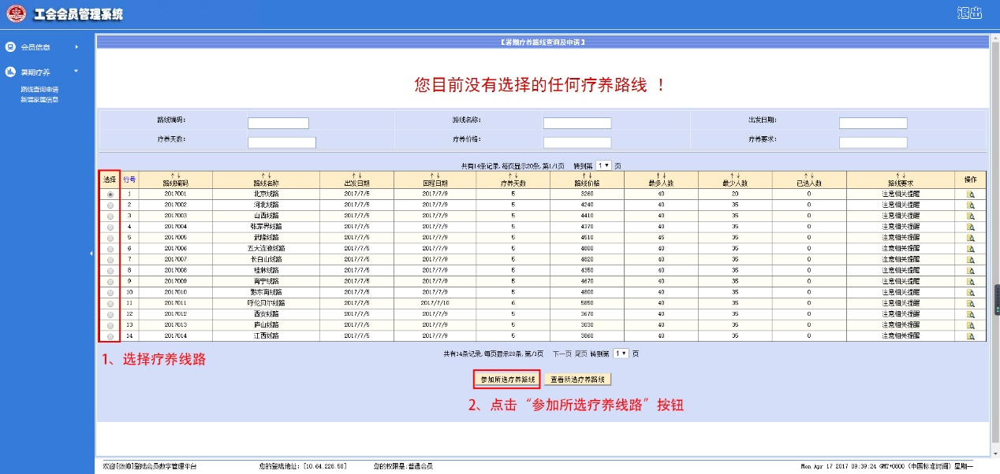 工会会员管理系统
退出
会员信息
暑期疗养
路线查询申请
新增家属信息
【暑期疗养路线查询及申请】
您目前没有选择的任何疗养路线 !
路线编码: 路线名称: 出发日期:
疗养天数: 疗养价格: 疗养要求:
共有14条记录,每页显示20条,第1/1页 转到第 1 页
选择 行号 路线编码 路线名称 出发日期 回程日期 疗养天数 路线价格 最多人数 最少人数 已选人数 路线要求 操作
1 2017001 北京线路 2017/7/5 2017/7/9 5 3260 40 20 0 注意相关提醒
2 2017002 河北线路 2017/7/5 2017/7/9 5 4240 40 35 0 注意相关提醒
3 2017003 山西线路 2017/7/5 2017/7/9 5 4410 40 35 0 注意相关提醒
4 2017004 张家界线路 2017/7/5 2017/7/9 5 4370 40 35 0 注意相关提醒
5 2017005 武隆线路 2017/7/5 2017/7/9 5 4510 45 35 0 注意相关提醒
6 2017006 五大连池线路 2017/7/5 2017/7/9 5 4800 40 35 0 注意相关提醒
7 2017007 长白山线路 2017/7/5 2017/7/9 5 4820 40 35 0 注意相关提醒
8 2017008 桂林线路 2017/7/5 2017/7/9 5 4350 40 35 0 注意相关提醒
9 2017009 南宁线路 2017/7/5 2017/7/9 5 4670 40 35 0 注意相关提醒
10 2017010 黔东南线路 2017/7/5 2017/7/9 5 4800 40 35 0 注意相关提醒
11 2017011 呼伦贝尔线路 2017/7/5 2017/7/10 6 5850 40 35 0 注意相关提醒
12 2017012 西安线路 2017/7/5 2017/7/9 5 3670 40 35 0 注意相关提醒
13 2017013 庐山线路 2017/7/5 2017/7/9 5 3030 40 35 0 注意相关提醒
14 2017014 江西线路 2017/7/5 2017/7/9 5 3860 40 35 0 注意相关提醒
共有14条记录,每页显示20条,第/1页 下一页 尾页 转到第 1 页
1、选择疗养线路
参加所选疗养路线 查看所选疗养路线
2、点击“参加所选疗养线路”按钮
登陆会员数字管理平台 您的登陆地址: [10.64.228.58] 您的权限是:普通会员 Mon Apr 17 2017 09:39:24 GMT+0800 (中国标准时间) 星期一